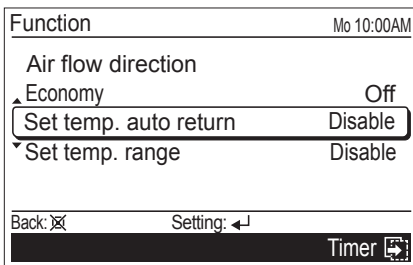 Function Mo 10:00AM
Air flow direction
Economy Off
Set temp. auto return Disable
Set temp. range Disable
Back: Setting:
Timer